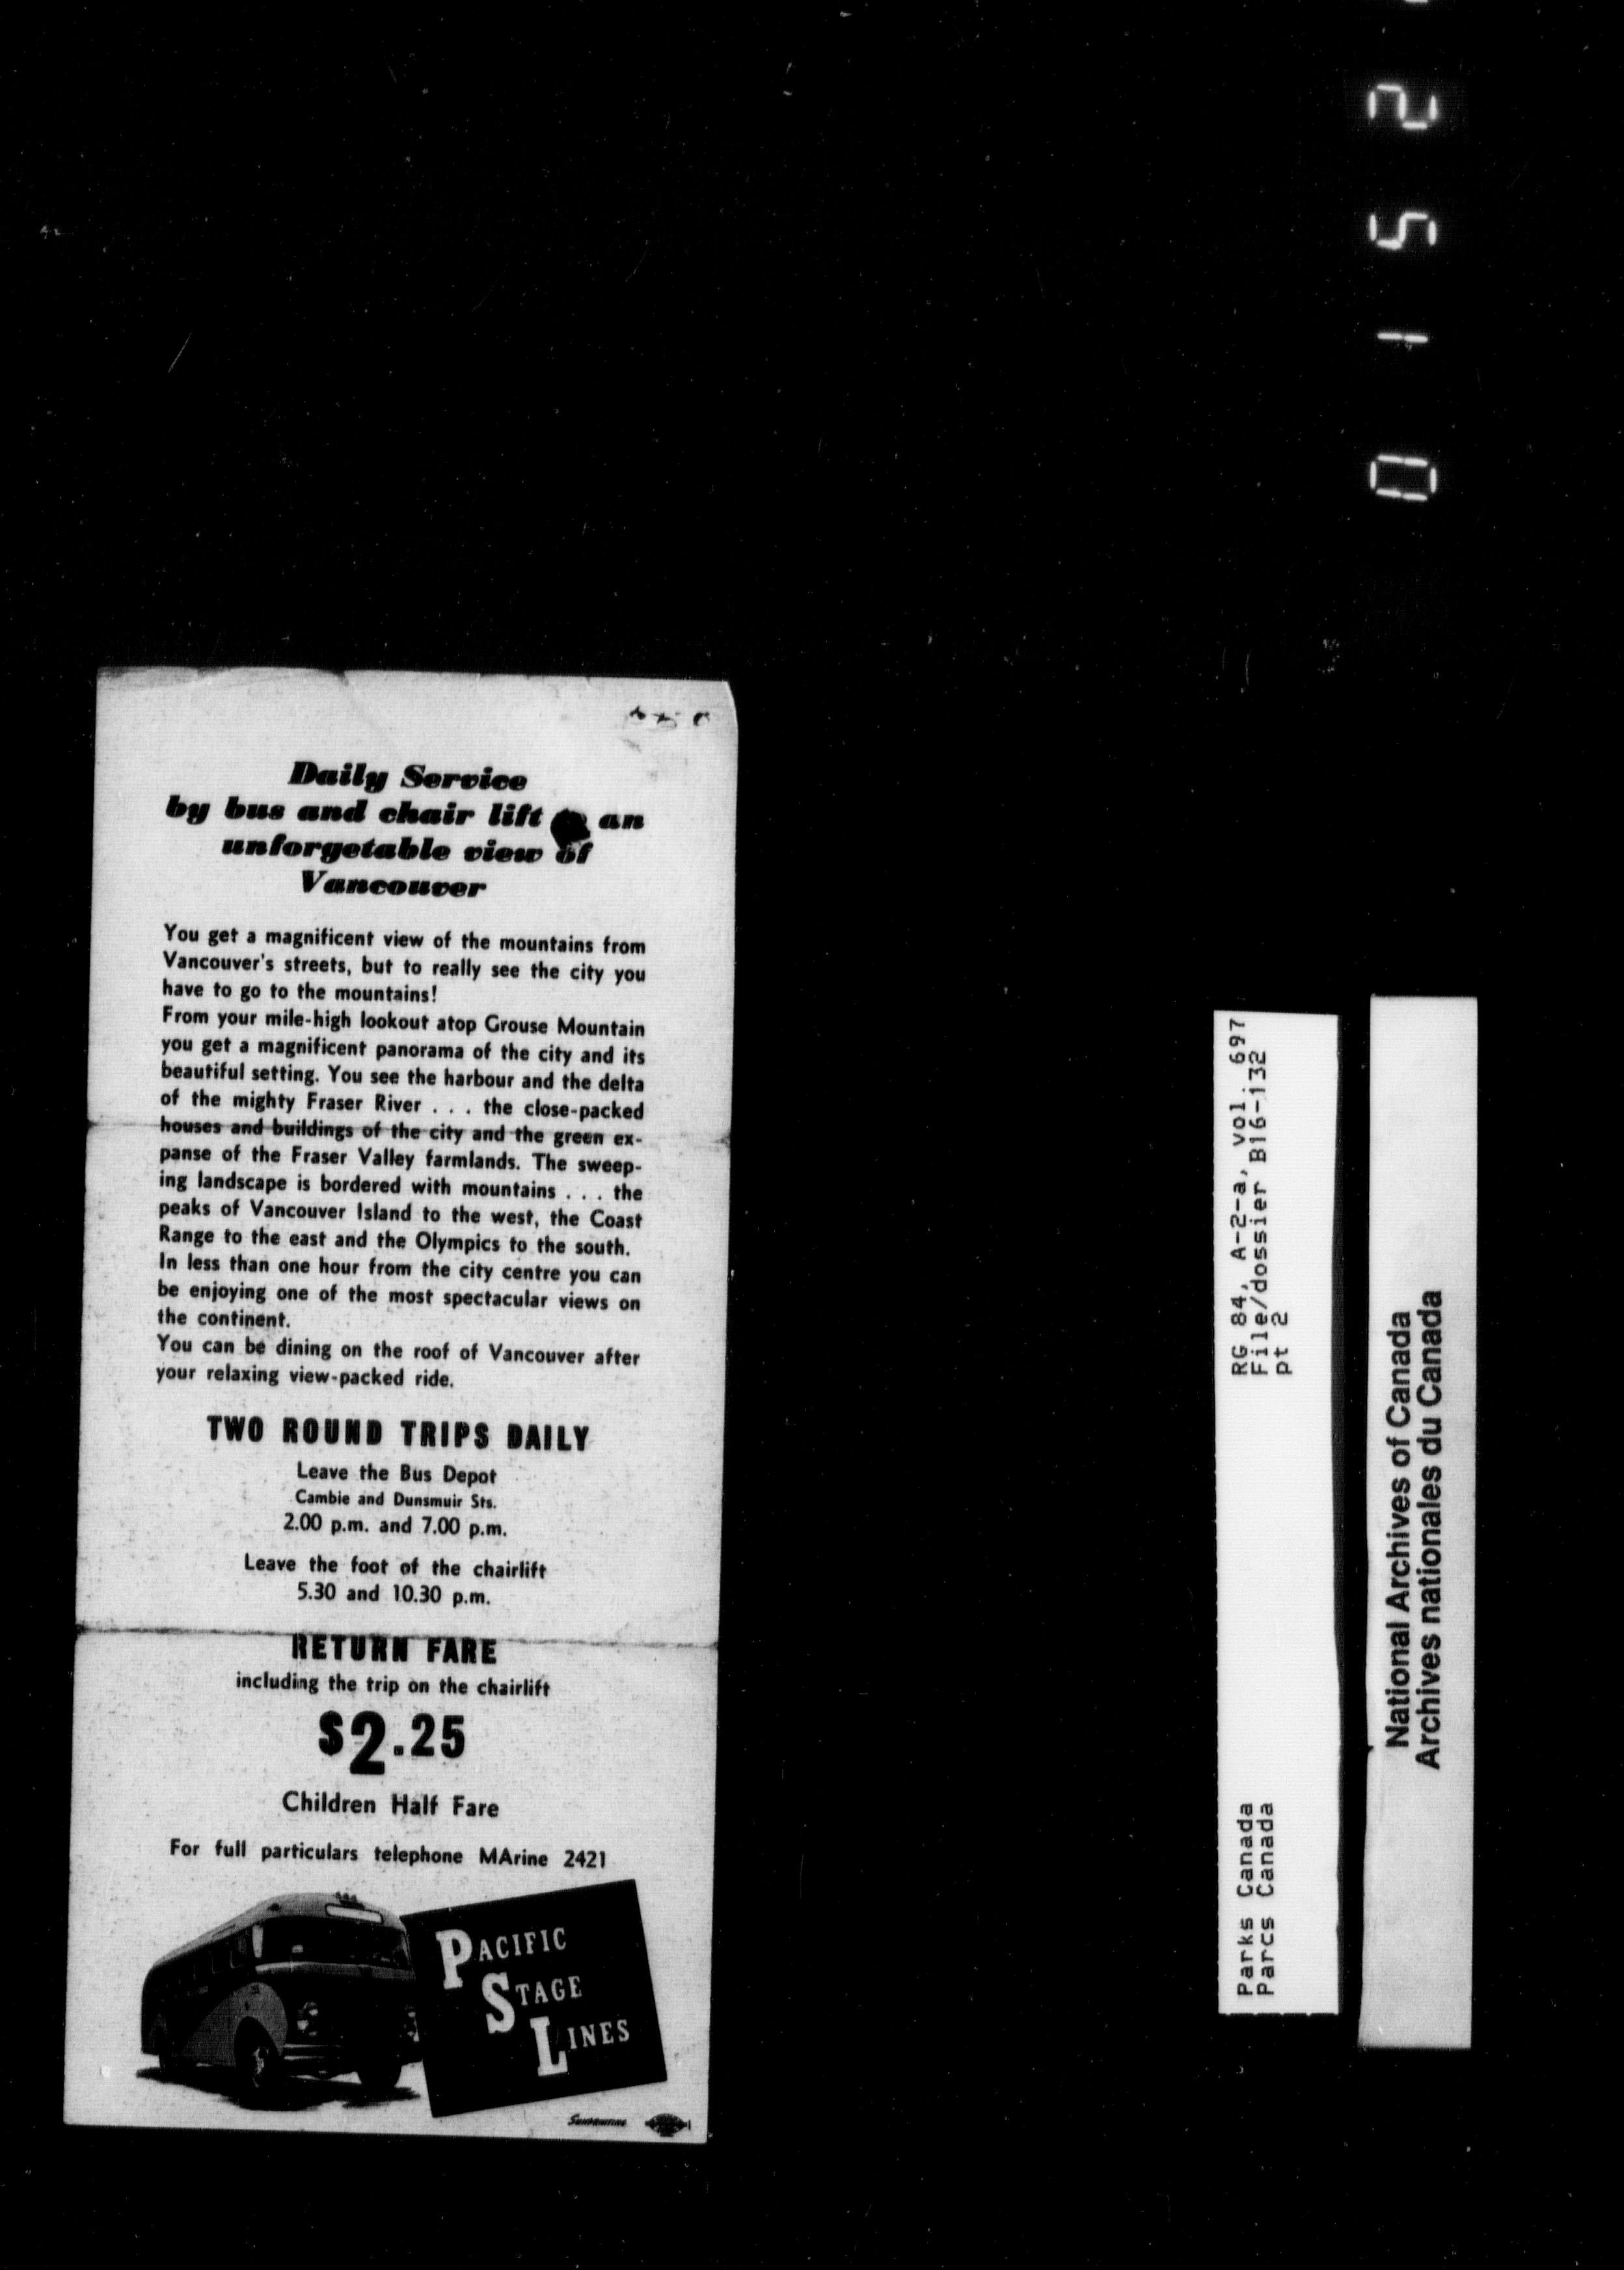 Daily Service
by bus and chair lift an
unforgetable view of
Vancouver
You get a magnificent view of the mountains from
Vancouver's streets, but to really see the city you
have to go to the mountains!
From your mile-high lookout atop Grouse Mountain
you get a magnificent panorama of the city and its
beautiful setting. You see the harbour and the delta
of the mighty Fraser River . . . the close-packed
houses and buildings of the city and the green ex-
panse of the Fraser Valley farmlands. The sweep-
ing landscape is bordered with mountains . . . the
peaks of Vancouver Island to the west, the Coast
Range to the east and the Olympics to the south.
In less than one hour from the city centre you can
be enjoying one of the most spectacular views on
the continent.
You can be dining on the roof of Vancouver after
your relaxing view-packed ride.
TWO ROUND TRIPS DAILY
Leave the Bus Depot
Cambie and Dunsmuir Sts.
2.00 p.m. and 7.00 p.m.
Leave the foot of the chairlift
5.30 and 10.30 p.m.
RETURN FARE
including the trip on the chairlift
$2.25
Children Half Fare
For full particulars telephone MArine 2421
PACIFIC
STAGE
LINES
Parks Canada
Parcs Canada
RG 84, A-2-a, vol. 697
File/dossier B16-132
pt 2
National Archives of Canada
Archives nationales du Canada
0152